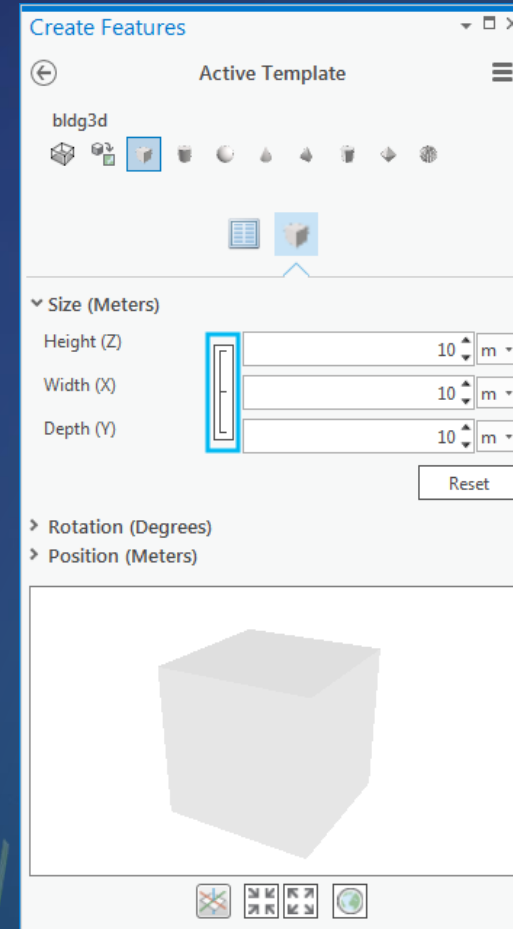 Create Features
Active Template
bldg3d
Size (Meters)
Height (Z) 10 m
Width (X) 10 m
Depth (Y) 10 m
Reset
Rotation (Degrees)
Position (Meters)